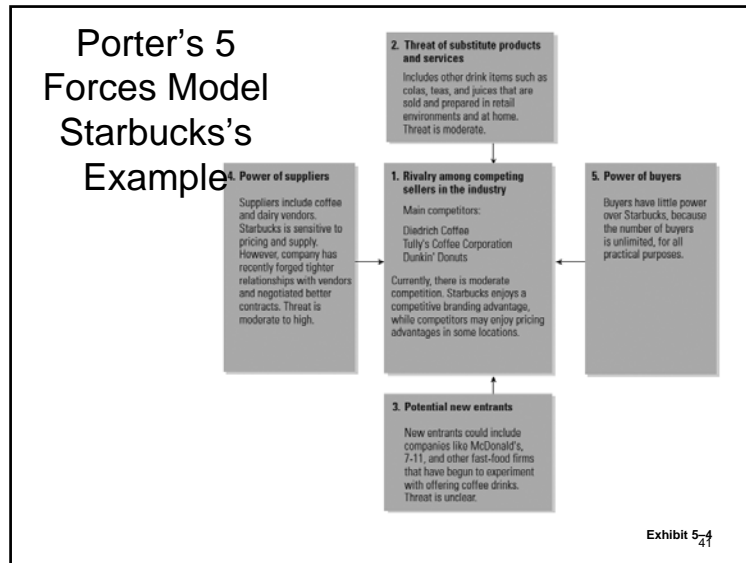 Porter's 5
Forces Model
Starbucks's
Example
2. Threat of substitute products
and services
Includes other drink items such as
colas, teas, and juices that are
sold and prepared in retail
environments and at home.
Threat is moderate.
4. Power of suppliers
Suppliers include coffee
and dairy vendors.
Starbucks is sensitive to
pricing and supply.
However, company has
recently forged tighter
relationships with vendors
and negotiated better
contracts. Threat is
moderate to high.
1. Rivalry among competing
sellers in the industry
Main competitors:
Diedrich Coffee
Tully's Coffee Corporation
Dunkin' Donuts
Currently, there is moderate
competition. Starbucks enjoys a
competitive branding advantage,
while competitors may enjoy pricing
advantages in some locations.
5. Power of buyers
Buyers have little power
over Starbucks, because
the number of buyers
is unlimited, for all
practical purposes.
3. Potential new entrants
New entrants could include
companies like McDonald's,
7-11, and other fast-food firms
that have begun to experiment
with offering coffee drinks.
Threat is unclear.
Exhibit 5–4
41